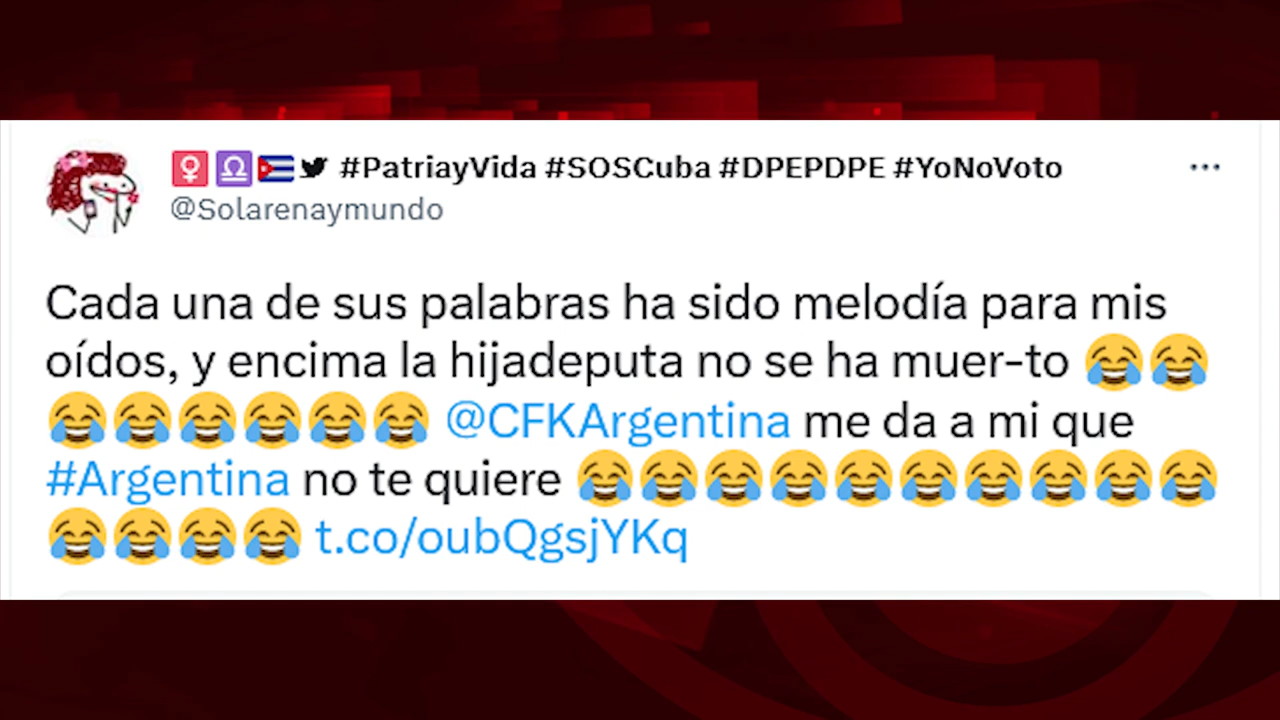 ♀️♎🇨🇺🐦 #PatriayVida #SOSCuba #DPEPDPE #YoNoVoto
@Solarenaymundo
Cada una de sus palabras ha sido melodía para mis
oídos, y encima la hijadeputa no se ha muer-to 😂😂
😂😂😂😂😂😂 @CFKArgentina me da a mi que
#Argentina no te quiere 😂😂😂😂😂😂😂😂😂😂
😂😂😂😂 t.co/oubQgsjYKq